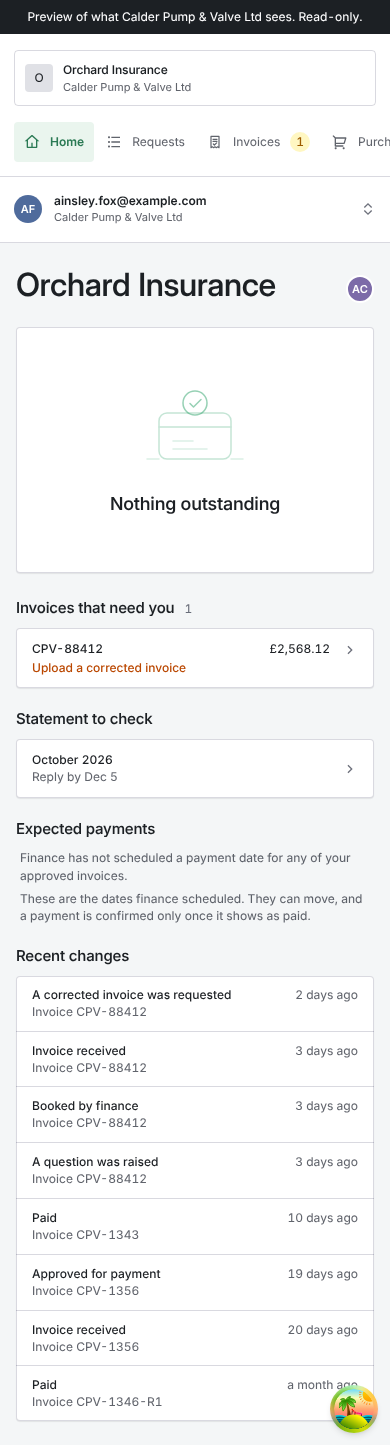 Preview of what Calder Pump & Valve Ltd sees. Read-only.
O
Orchard Insurance
Calder Pump & Valve Ltd
Home
Requests
Invoices
1
Purch
AF
ainsley.fox@example.com
Calder Pump & Valve Ltd
Orchard Insurance
AC
Nothing outstanding
Invoices that need you 1
CPV-88412 £2,568.12
Upload a corrected invoice
Statement to check
October 2026
Reply by Dec 5
Expected payments
Finance has not scheduled a payment date for any of your
approved invoices.
These are the dates finance scheduled. They can move, and
a payment is confirmed only once it shows as paid.
Recent changes
A corrected invoice was requested 2 days ago
Invoice CPV-88412
Invoice received 3 days ago
Invoice CPV-88412
Booked by finance 3 days ago
Invoice CPV-88412
A question was raised 3 days ago
Invoice CPV-88412
Paid 10 days ago
Invoice CPV-1343
Approved for payment 19 days ago
Invoice CPV-1356
Invoice received 20 days ago
Invoice CPV-1356
Paid a month ago
Invoice CPV-1346-R1